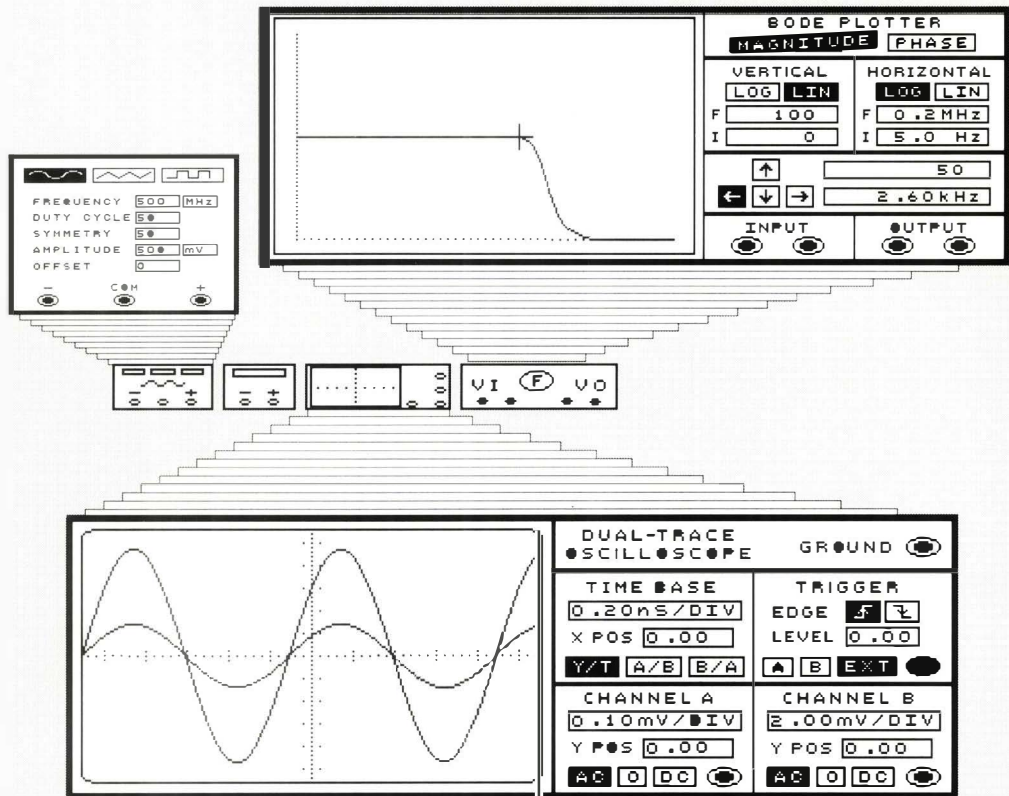 BODE PLOTTER
MAGNITUDE PHASE
VERTICAL HORIZONTAL
LOG LIN LOG LIN
F 100 F 0.2MHz
I 0 I 5.0 Hz
50
2.60kHz
INPUT OUTPUT
FREQUENCY 500 MHz
DUTY CYCLE 50
SYMMETRY 50
AMPLITUDE 500 mV
OFFSET 0
− COM +
− + − + VI F VO
DUAL-TRACE
OSCILLOSCOPE GROUND
TIME BASE TRIGGER
0.20nS/DIV EDGE
X POS 0.00 LEVEL 0.00
Y/T A/B B/A A B EXT
CHANNEL A CHANNEL B
0.10mV/DIV 2.00mV/DIV
Y POS 0.00 Y POS 0.00
AC 0 DC AC 0 DC